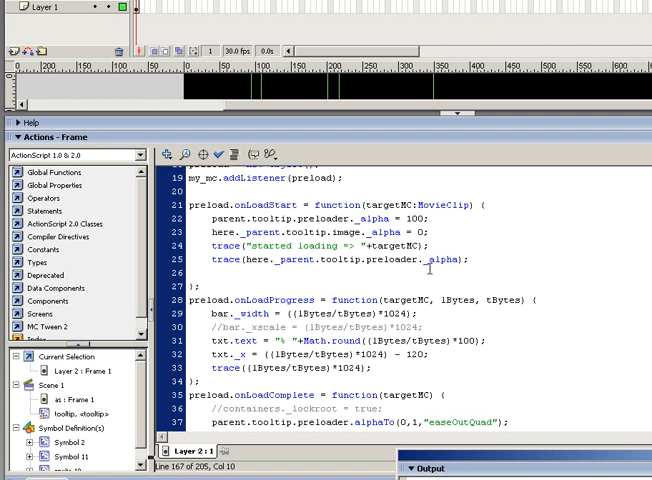 Layer 1
1 30.0 fps 0.0s
200 150 100 50 0 50 100 150 200 250 300 350 400 450 500 550 600
Help
Actions - Frame
ActionScript 1.0 & 2.0
Global Functions
Global Properties
Operators
Statements
ActionScript 2.0 Classes
Compiler Directives
Constants
Types
Deprecated
Data Components
Components
Screens
MC Tween 2
Index
Current Selection
Layer 2 : Frame 1
Scene 1
as : Frame 1
tooltip, <tooltip>
Symbol Definition(s)
Symbol 2
Symbol 11
19 my_mc.addListener(preload);
20
21 preload.onLoadStart = function(targetMC:MovieClip) {
22 parent.tooltip.preloader._alpha = 100;
23 here._parent.tooltip.image._alpha = 0;
24 trace("started loading => "+targetMC);
25 trace(here._parent.tooltip.preloader._alpha);
26
27 };
28 preload.onLoadProgress = function(targetMC, lBytes, tBytes) {
29 bar._width = ((lBytes/tBytes)*1024);
30 //bar._xscale = (lBytes/tBytes)*1024;
31 txt.text = "% "+Math.round((lBytes/tBytes)*100);
32 txt._x = ((lBytes/tBytes)*1024) - 120;
33 trace((lBytes/tBytes)*1024);
34 };
35 preload.onLoadComplete = function(targetMC) {
36 //containers._lockroot = true;
37 parent.tooltip.preloader.alphaTo(0,1,"easeOutQuad");
Layer 2 : 1
Line 167 of 205, Col 10
Output